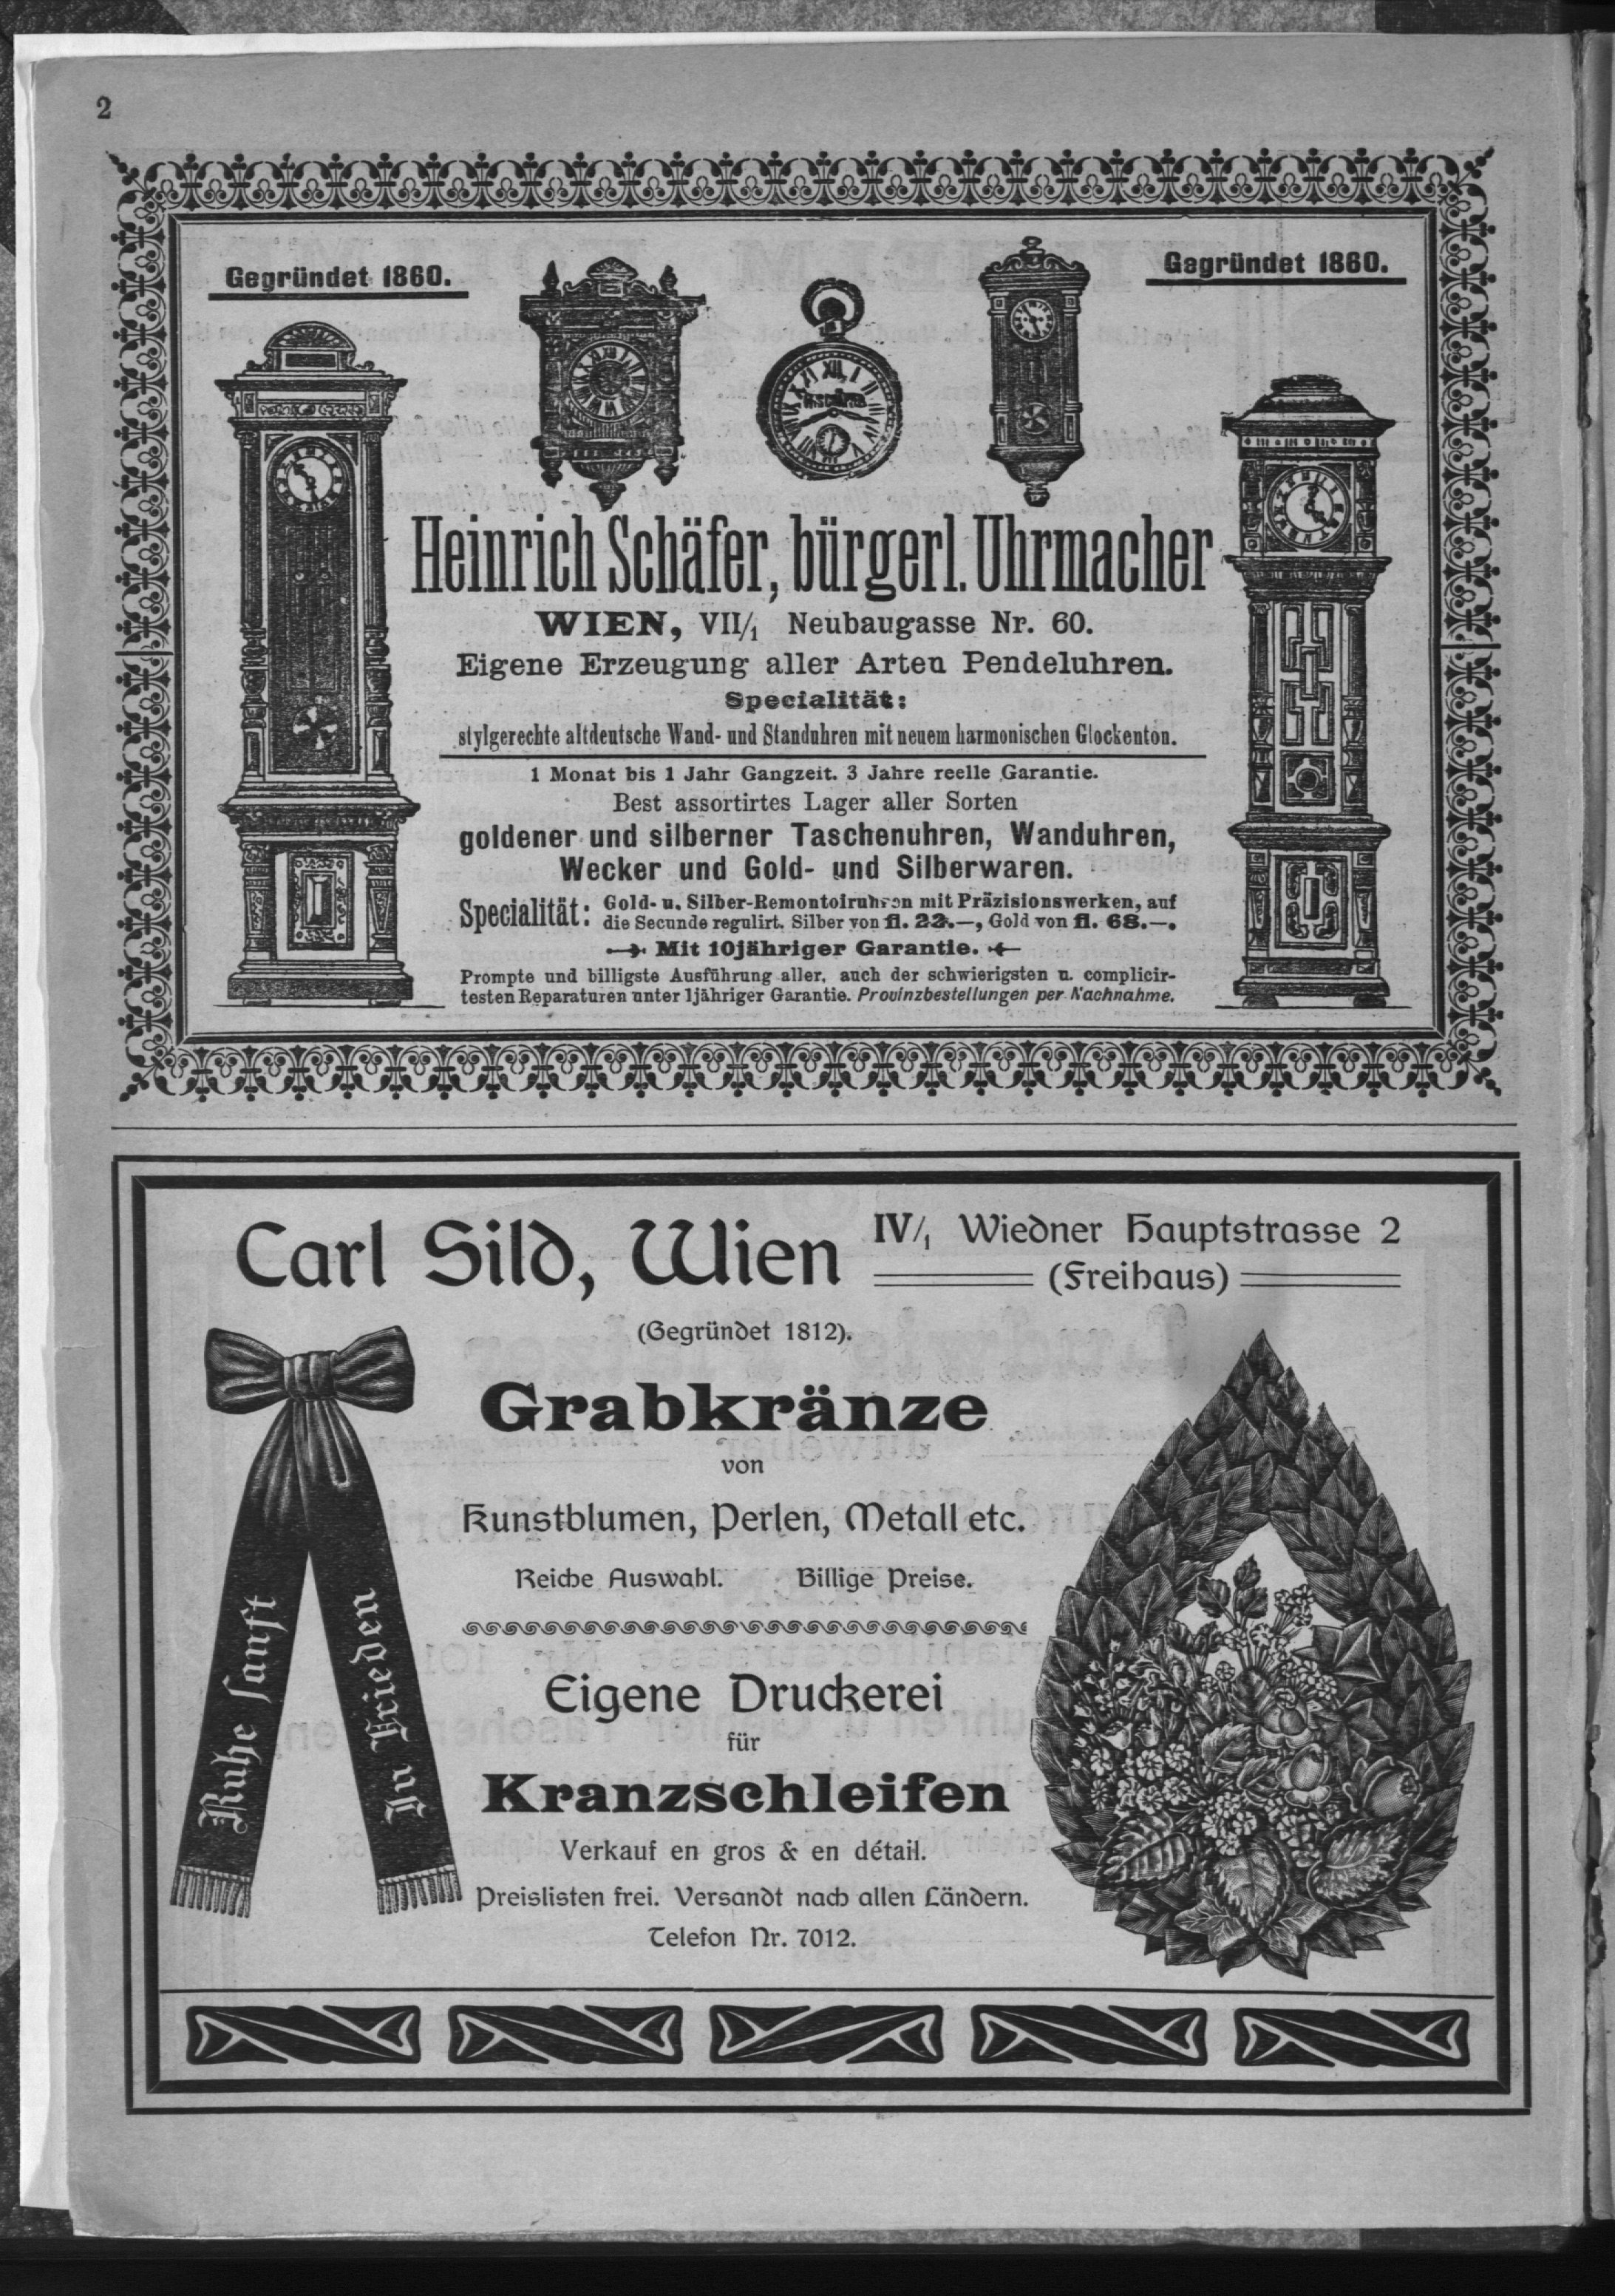 2
Gegründet 1860.
Gegründet 1860.
Heinrich Schäfer, bürgerl. Uhrmacher
WIEN, VII/1 Neubaugasse Nr. 60.
Eigene Erzeugung aller Arten Pendeluhren.
Specialität:
stylgerechte altdeutsche Wand- und Standuhren mit neuem harmonischen Glockenton.
1 Monat bis 1 Jahr Gangzeit. 3 Jahre reelle Garantie.
Best assortirtes Lager aller Sorten
goldener und silberner Taschenuhren, Wanduhren,
Wecker und Gold- und Silberwaren.
Specialität: Gold- u. Silber-Remontoiruhren mit Präzisionswerken, auf
die Secunde regulirt. Silber von fl. 22.—, Gold von fl. 68.—.
Mit 10jähriger Garantie.
Prompte und billigste Ausführung aller, auch der schwierigsten u. complicir-
testen Reparaturen unter 1jähriger Garantie. Provinzbestellungen per Nachnahme.
Carl Sild, Wien IV/1 Wiedner Hauptstrasse 2
(Freihaus)
(Gegründet 1812).
Grabkränze
von
Kunstblumen, Perlen, Metall etc.
Reiche Auswahl. Billige Preise.
Eigene Druckerei
für
Kranzschleifen
Verkauf en gros & en détail.
Preislisten frei. Versandt nach allen Ländern.
Telefon Nr. 7012.
Ruhe sanft
In Frieden